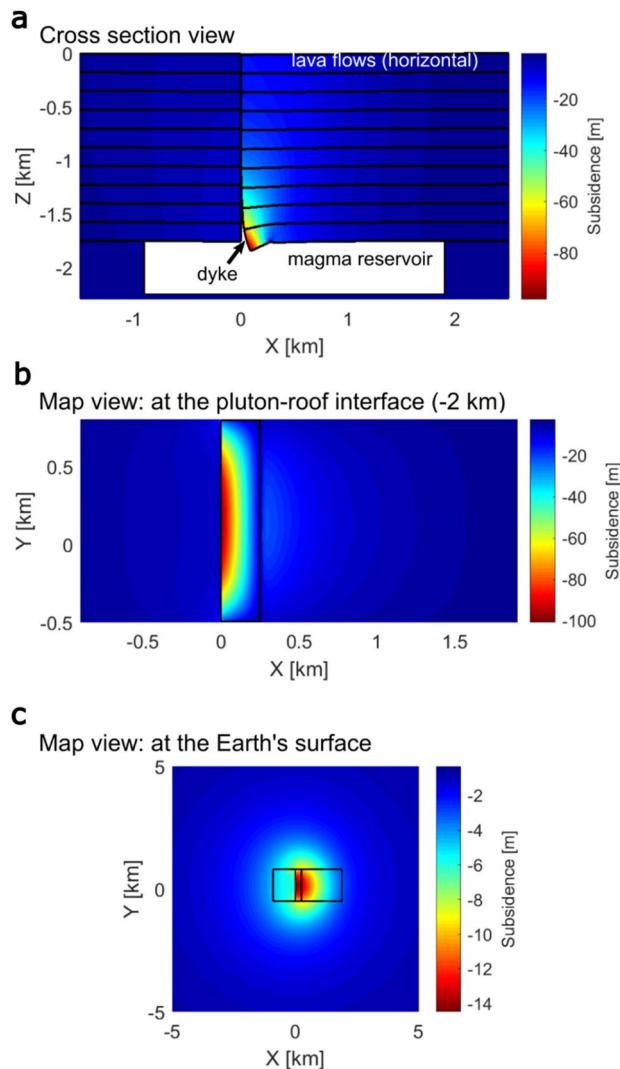 a
Cross section view
lava flows (horizontal)
0
-0.5
-1
-1.5
-2
Z [km]
dyke
magma reservoir
-1
0
1
2
X [km]
-20
-40
-60
-80
Subsidence [m]
b
Map view: at the pluton-roof interface (-2 km)
0.5
0
-0.5
Y [km]
-0.5
0
0.5
1
1.5
X [km]
-20
-40
-60
-80
-100
Subsidence [m]
c
Map view: at the Earth's surface
5
0
-5
Y [km]
-5
0
5
X [km]
-2
-4
-6
-8
-10
-12
-14
Subsidence [m]